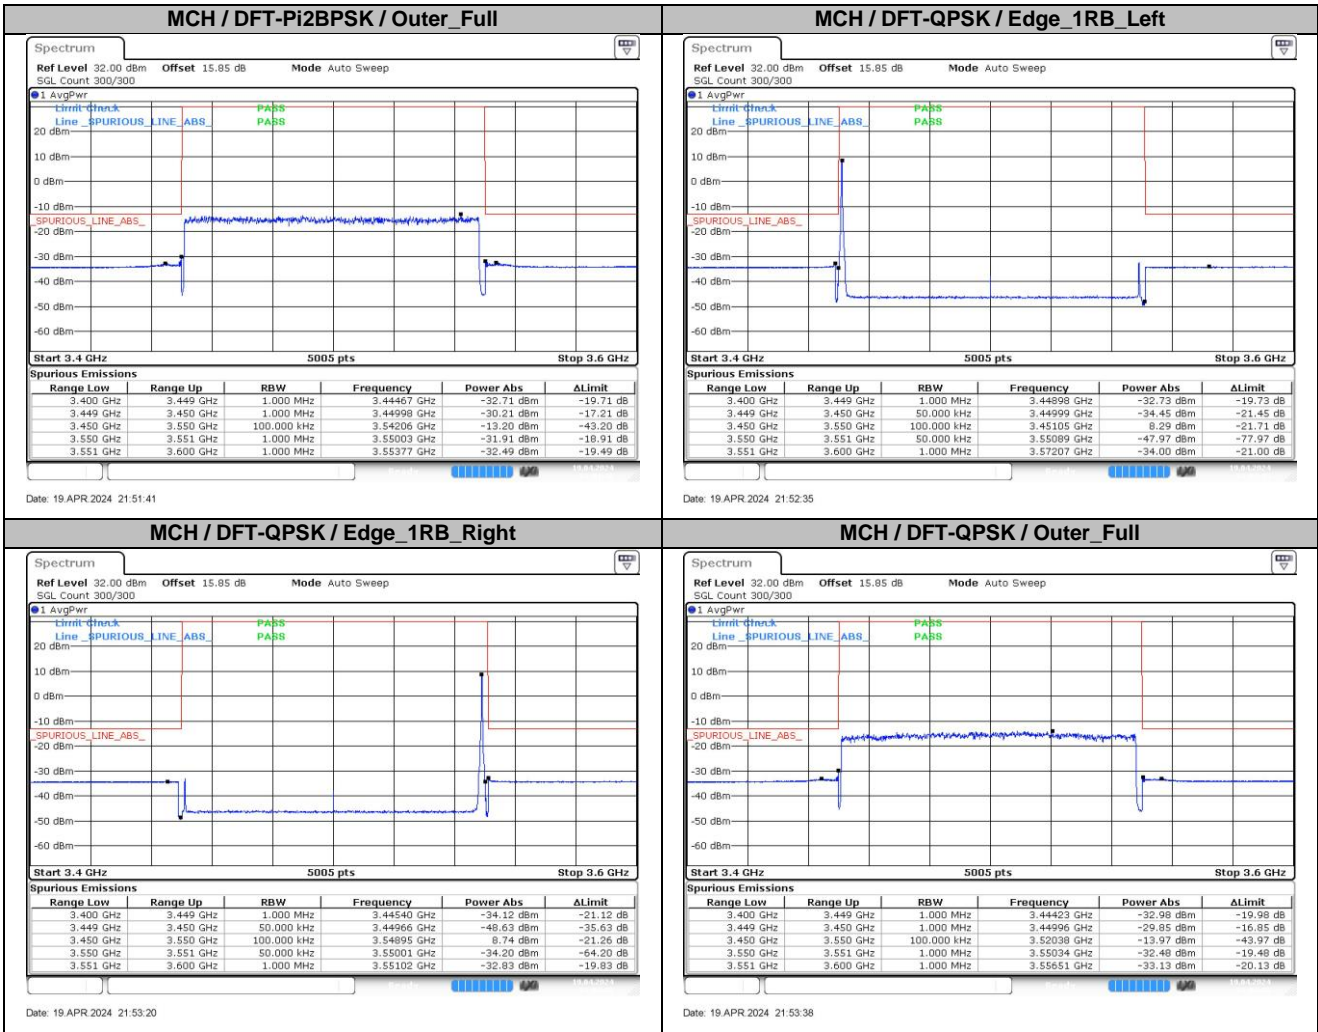 MCH / DFT-Pi2BPSK / Outer_Full
Spectrum
Ref Level 32.00 dBm Offset 15.85 dB Mode Auto Sweep
SGL Count 300/300
1 AvgPwr
Limit Check PASS
Line _SPURIOUS_LINE_ABS_ PASS
20 dBm
10 dBm
0 dBm
-10 dBm
_SPURIOUS_LINE_ABS_
-20 dBm
-30 dBm
-40 dBm
-50 dBm
-60 dBm
Start 3.4 GHz 5005 pts Stop 3.6 GHz
Spurious Emissions
Range Low Range Up RBW Frequency Power Abs ΔLimit
3.400 GHz 3.449 GHz 1.000 MHz 3.44467 GHz -32.71 dBm -19.71 dB
3.449 GHz 3.450 GHz 1.000 MHz 3.44998 GHz -30.21 dBm -17.21 dB
3.450 GHz 3.550 GHz 100.000 kHz 3.54206 GHz -13.20 dBm -43.20 dB
3.550 GHz 3.551 GHz 1.000 MHz 3.55003 GHz -31.91 dBm -18.91 dB
3.551 GHz 3.600 GHz 1.000 MHz 3.55377 GHz -32.49 dBm -19.49 dB
Date: 19.APR.2024 21:51:41
MCH / DFT-QPSK / Edge_1RB_Left
Spectrum
Ref Level 32.00 dBm Offset 15.85 dB Mode Auto Sweep
SGL Count 300/300
1 AvgPwr
Limit Check PASS
Line _SPURIOUS_LINE_ABS_ PASS
20 dBm
10 dBm
0 dBm
-10 dBm
_SPURIOUS_LINE_ABS_
-20 dBm
-30 dBm
-40 dBm
-50 dBm
-60 dBm
Start 3.4 GHz 5005 pts Stop 3.6 GHz
Spurious Emissions
Range Low Range Up RBW Frequency Power Abs ΔLimit
3.400 GHz 3.449 GHz 1.000 MHz 3.44898 GHz -32.73 dBm -19.73 dB
3.449 GHz 3.450 GHz 50.000 kHz 3.44999 GHz -34.45 dBm -21.45 dB
3.450 GHz 3.550 GHz 100.000 kHz 3.45105 GHz 8.29 dBm -21.71 dB
3.550 GHz 3.551 GHz 50.000 kHz 3.55089 GHz -47.97 dBm -77.97 dB
3.551 GHz 3.600 GHz 1.000 MHz 3.57207 GHz -34.00 dBm -21.00 dB
Date: 19.APR.2024 21:52:35
MCH / DFT-QPSK / Edge_1RB_Right
Spectrum
Ref Level 32.00 dBm Offset 15.85 dB Mode Auto Sweep
SGL Count 300/300
1 AvgPwr
Limit Check PASS
Line _SPURIOUS_LINE_ABS_ PASS
20 dBm
10 dBm
0 dBm
-10 dBm
_SPURIOUS_LINE_ABS_
-20 dBm
-30 dBm
-40 dBm
-50 dBm
-60 dBm
Start 3.4 GHz 5005 pts Stop 3.6 GHz
Spurious Emissions
Range Low Range Up RBW Frequency Power Abs ΔLimit
3.400 GHz 3.449 GHz 1.000 MHz 3.44540 GHz -34.12 dBm -21.12 dB
3.449 GHz 3.450 GHz 50.000 kHz 3.44966 GHz -48.63 dBm -35.63 dB
3.450 GHz 3.550 GHz 100.000 kHz 3.54895 GHz 8.74 dBm -21.26 dB
3.550 GHz 3.551 GHz 50.000 kHz 3.55001 GHz -34.20 dBm -64.20 dB
3.551 GHz 3.600 GHz 1.000 MHz 3.55102 GHz -32.83 dBm -19.83 dB
Date: 19.APR.2024 21:53:20
MCH / DFT-QPSK / Outer_Full
Spectrum
Ref Level 32.00 dBm Offset 15.85 dB Mode Auto Sweep
SGL Count 300/300
1 AvgPwr
Limit Check PASS
Line _SPURIOUS_LINE_ABS_ PASS
20 dBm
10 dBm
0 dBm
-10 dBm
_SPURIOUS_LINE_ABS_
-20 dBm
-30 dBm
-40 dBm
-50 dBm
-60 dBm
Start 3.4 GHz 5005 pts Stop 3.6 GHz
Spurious Emissions
Range Low Range Up RBW Frequency Power Abs ΔLimit
3.400 GHz 3.449 GHz 1.000 MHz 3.44423 GHz -32.98 dBm -19.98 dB
3.449 GHz 3.450 GHz 1.000 MHz 3.44996 GHz -29.85 dBm -16.85 dB
3.450 GHz 3.550 GHz 100.000 kHz 3.52038 GHz -13.97 dBm -43.97 dB
3.550 GHz 3.551 GHz 1.000 MHz 3.55034 GHz -32.48 dBm -19.48 dB
3.551 GHz 3.600 GHz 1.000 MHz 3.55651 GHz -33.13 dBm -20.13 dB
Date: 19.APR.2024 21:53:38